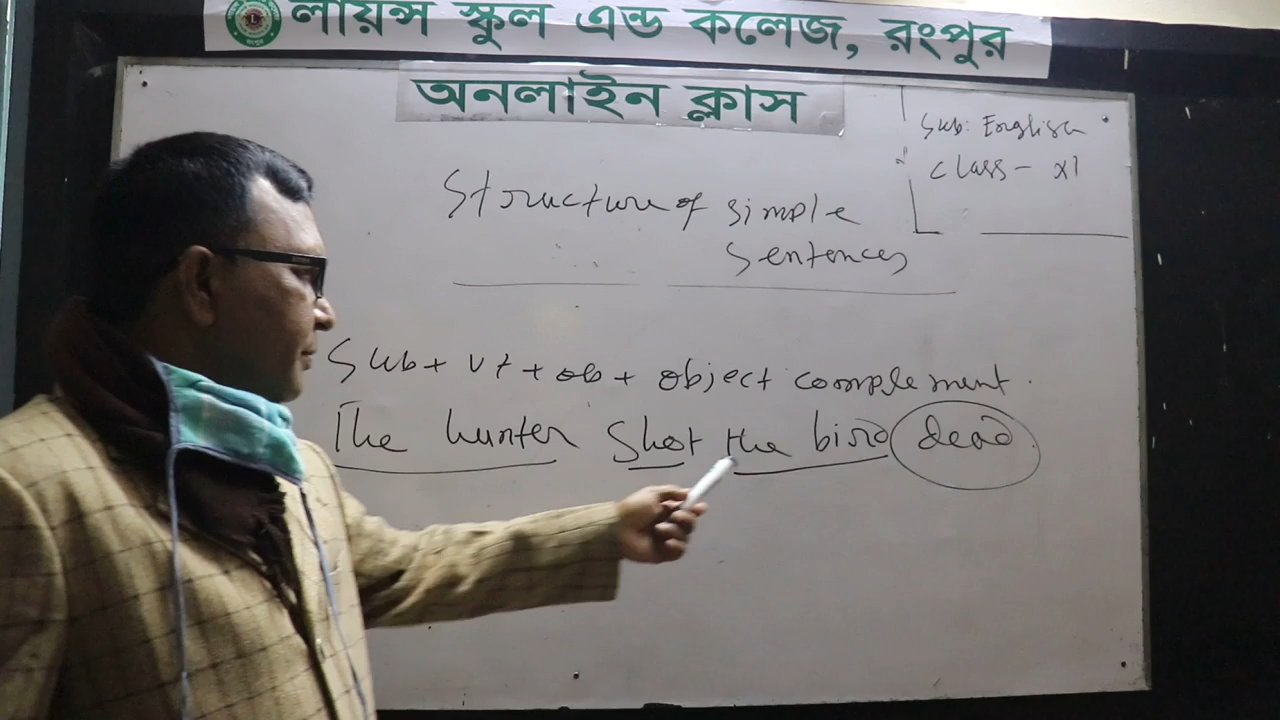 লায়ন্স স্কুল এন্ড কলেজ, রংপুর
অনলাইন ক্লাস
Sub: English
class - XI
Structure of simple
sentences
Sub + vt + ob + object complement.
The hunter shot the bird dead.